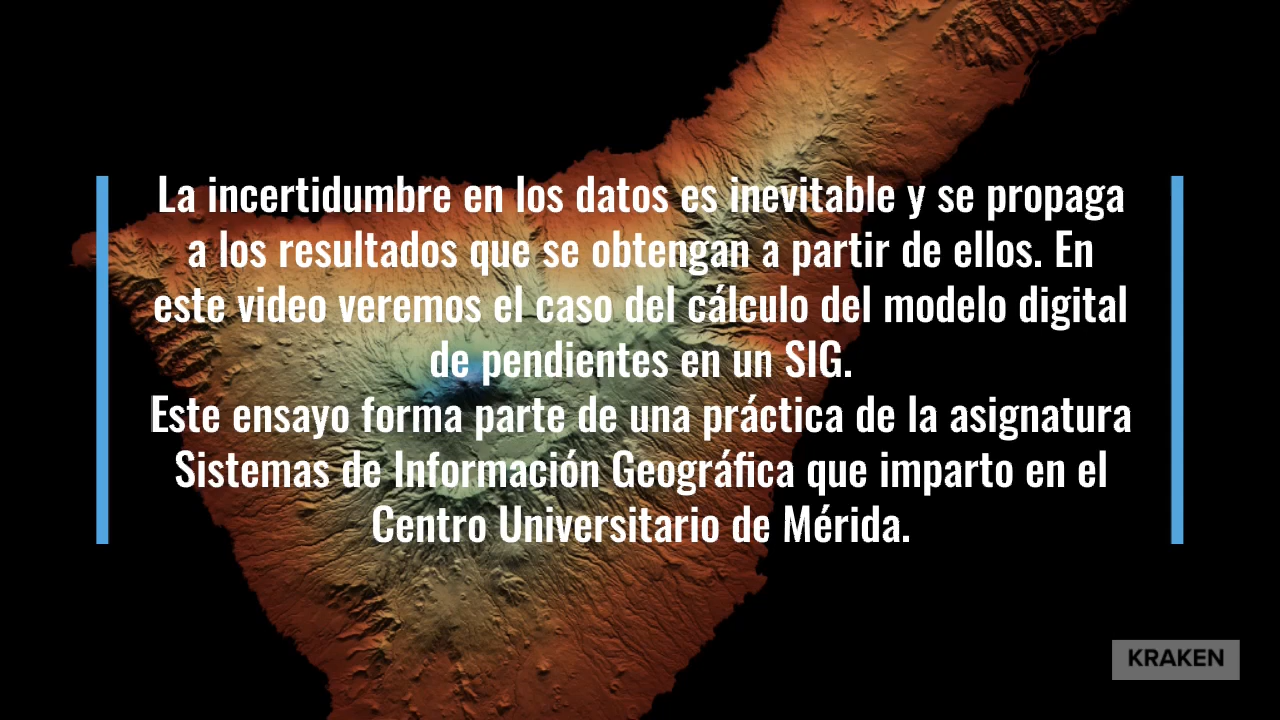 La incertidumbre en los datos es inevitable y se propaga
a los resultados que se obtengan a partir de ellos. En
este video veremos el caso del cálculo del modelo digital
de pendientes en un SIG.
Este ensayo forma parte de una práctica de la asignatura
Sistemas de Información Geográfica que imparto en el
Centro Universitario de Mérida.
KRAKEN